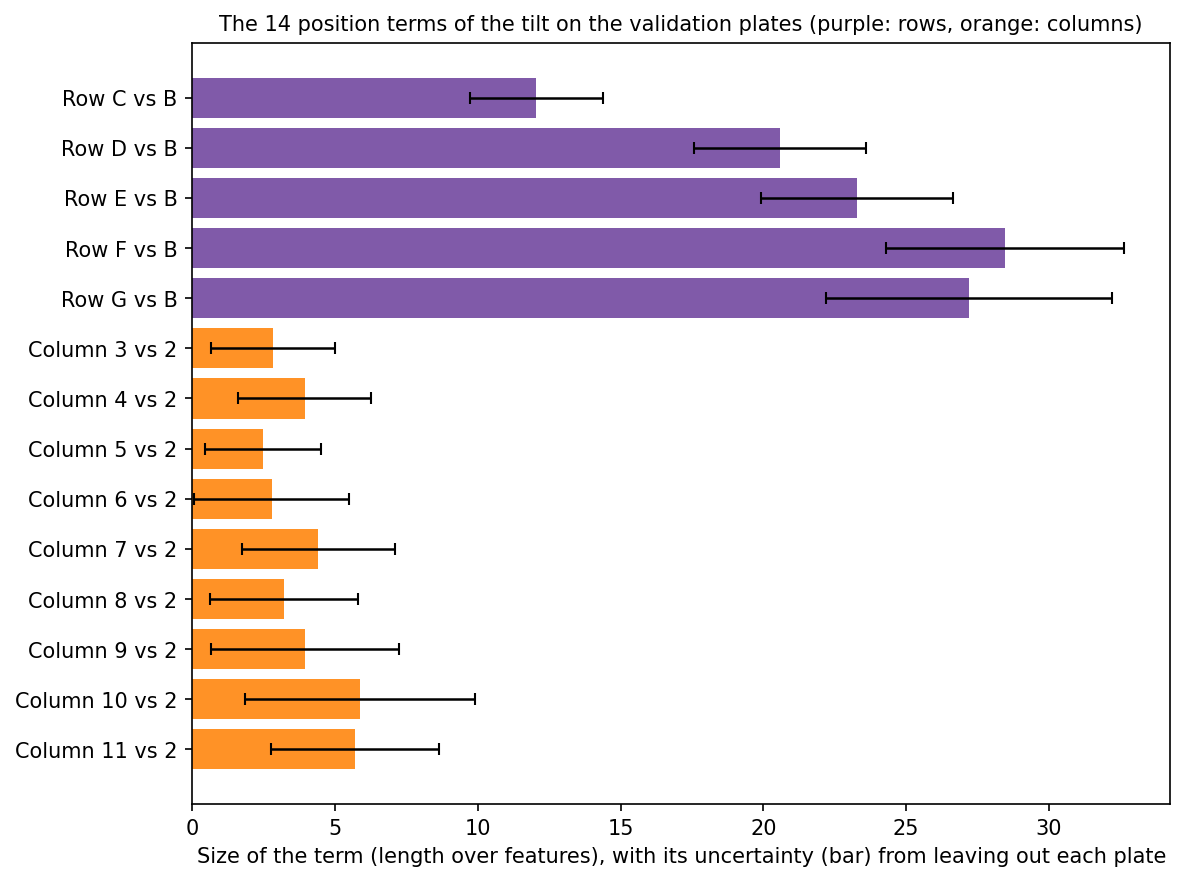 The 14 position terms of the tilt on the validation plates (purple: rows, orange: columns)
Row C vs B
Row D vs B
Row E vs B
Row F vs B
Row G vs B
Column 3 vs 2
Column 4 vs 2
Column 5 vs 2
Column 6 vs 2
Column 7 vs 2
Column 8 vs 2
Column 9 vs 2
Column 10 vs 2
Column 11 vs 2
0 5 10 15 20 25 30
Size of the term (length over features), with its uncertainty (bar) from leaving out each plate